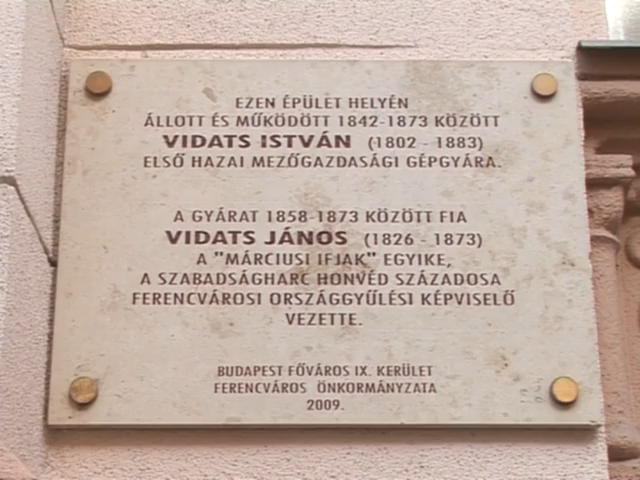 EZEN ÉPÜLET HELYÉN
ÁLLOTT ÉS MŰKÖDÖTT 1842-1873 KÖZÖTT
VIDATS ISTVÁN (1802 - 1883)
ELSŐ HAZAI MEZŐGAZDASÁGI GÉPGYÁRA.
A GYÁRAT 1858-1873 KÖZÖTT FIA
VIDATS JÁNOS (1826 - 1873)
A "MÁRCIUSI IFJAK" EGYIKE,
A SZABADSÁGHARC HONVÉD SZÁZADOSA
FERENCVÁROSI ORSZÁGGYŰLÉSI KÉPVISELŐ
VEZETTE.
BUDAPEST FŐVÁROS IX. KERÜLET
FERENCVÁROS ÖNKORMÁNYZATA
2009.